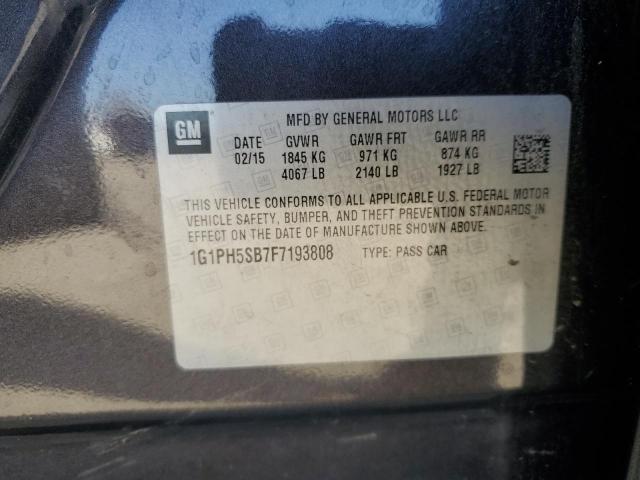 GM
MFD BY GENERAL MOTORS LLC
DATE GVWR GAWR FRT GAWR RR
02/15 1845 KG 971 KG 874 KG
4067 LB 2140 LB 1927 LB
THIS VEHICLE CONFORMS TO ALL APPLICABLE U.S. FEDERAL MOTOR
VEHICLE SAFETY, BUMPER, AND THEFT PREVENTION STANDARDS IN
EFFECT ON THE DATE OF MANUFACTURE SHOWN ABOVE.
1G1PH5SB7F7193808 TYPE: PASS CAR